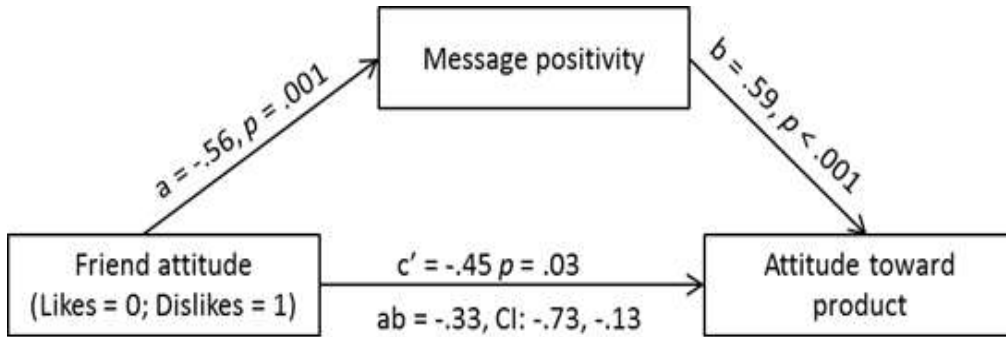 Message positivity
a = -.56, p = .001
b = .59, p < .001
Friend attitude
(Likes = 0; Dislikes = 1)
c’ = -.45 p = .03
ab = -.33, CI: -.73, -.13
Attitude toward
product